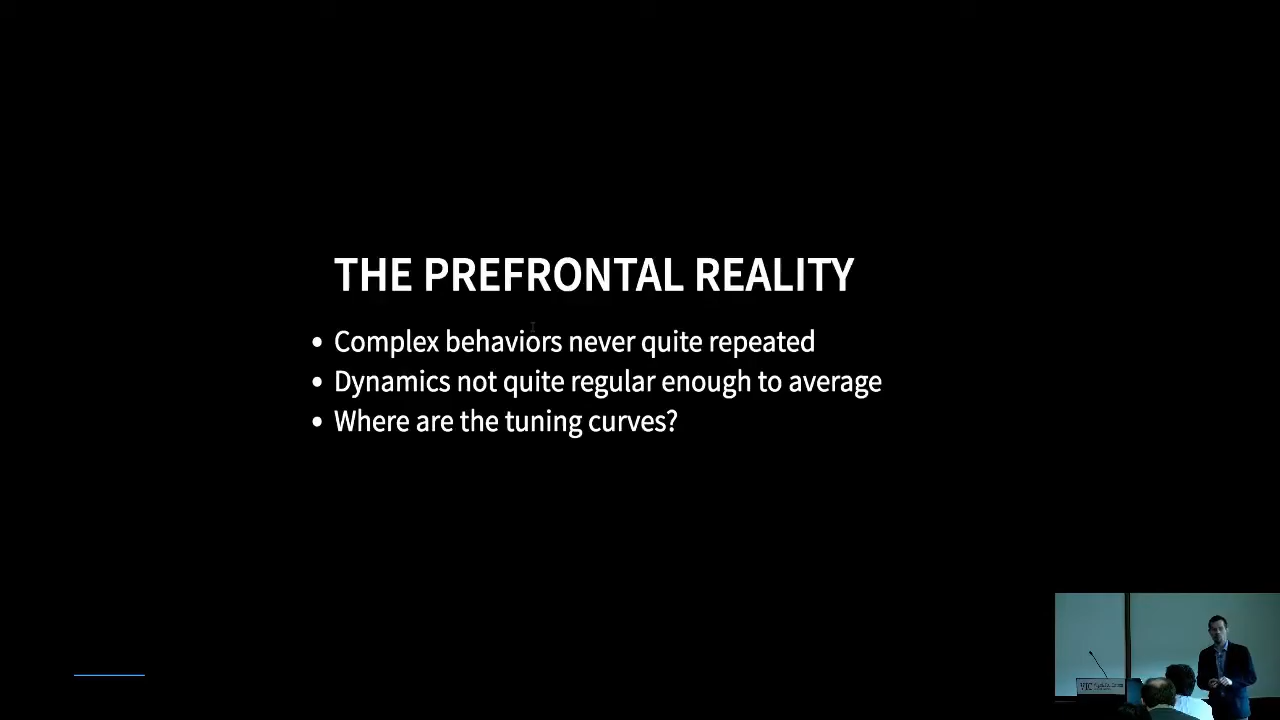 THE PREFRONTAL REALITY
Complex behaviors never quite repeated
Dynamics not quite regular enough to average
Where are the tuning curves?